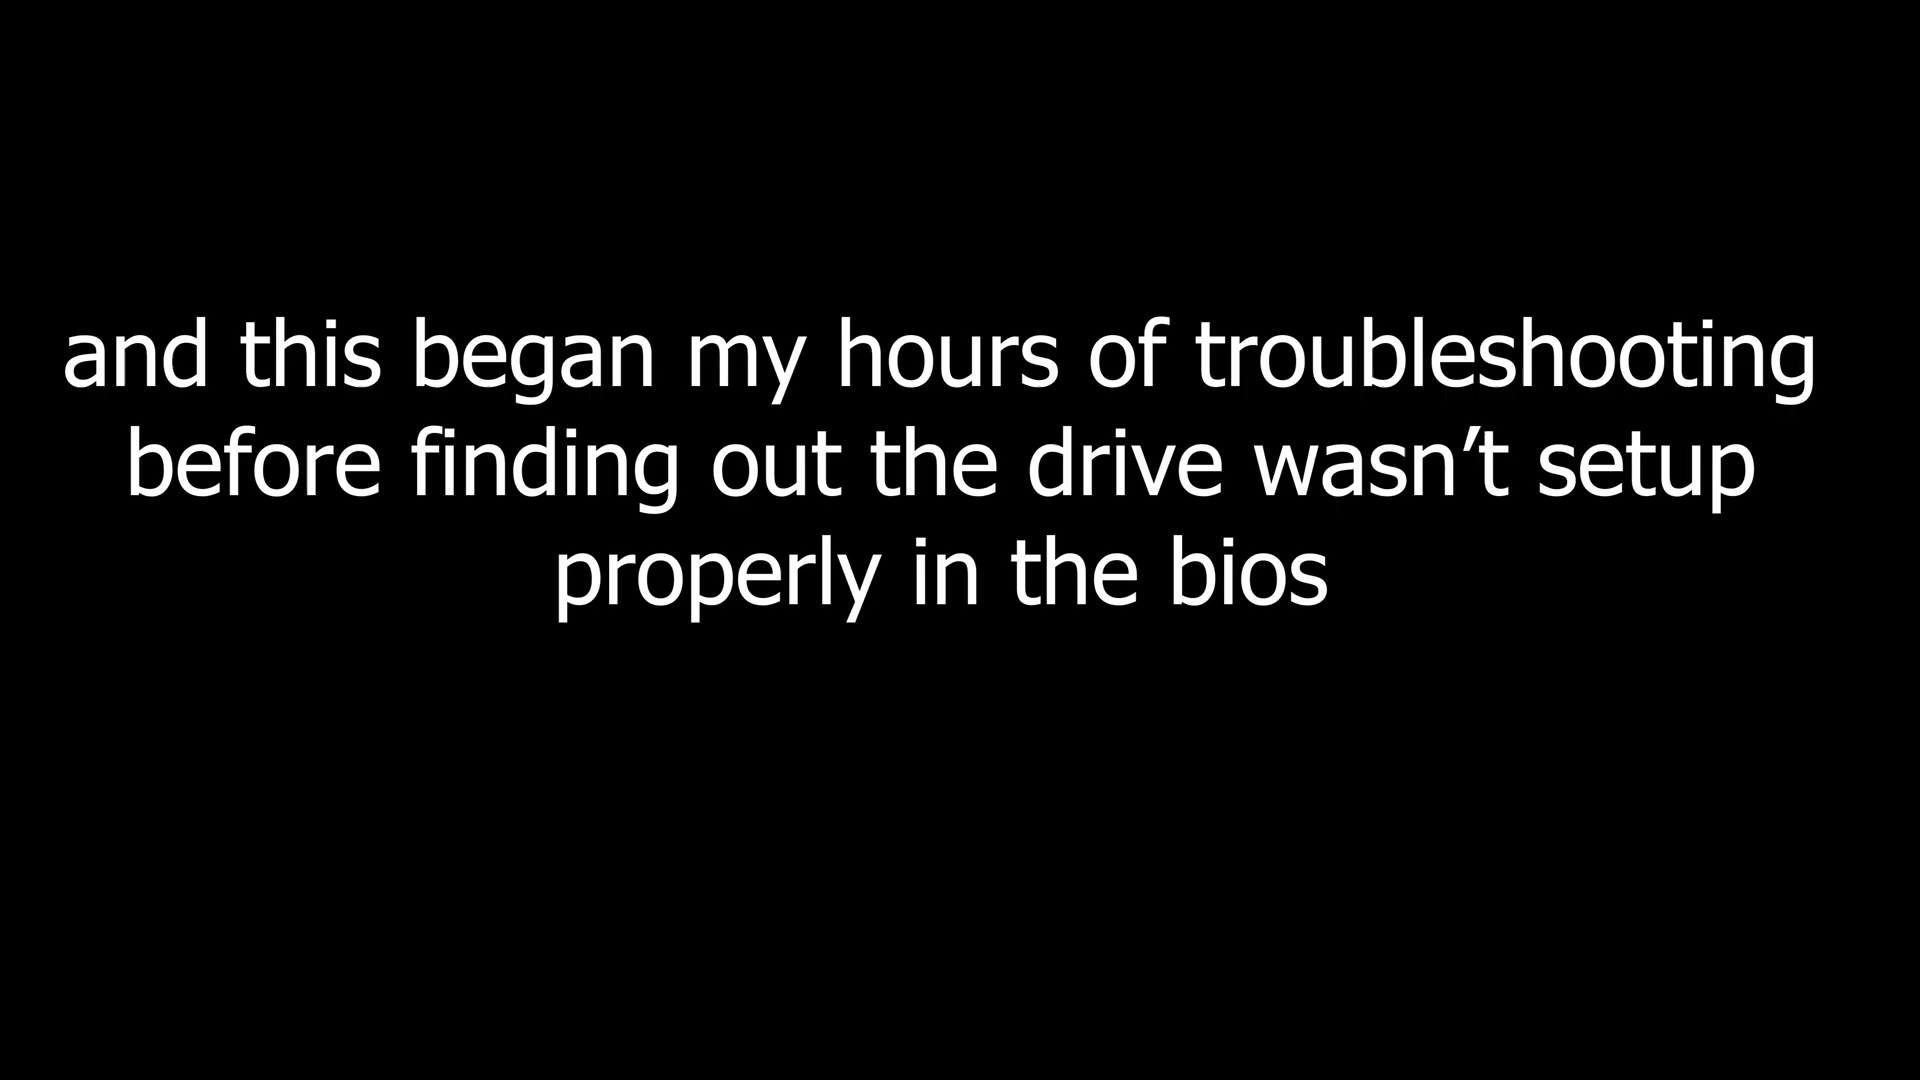 and this began my hours of troubleshooting
before finding out the drive wasn’t setup
properly in the bios